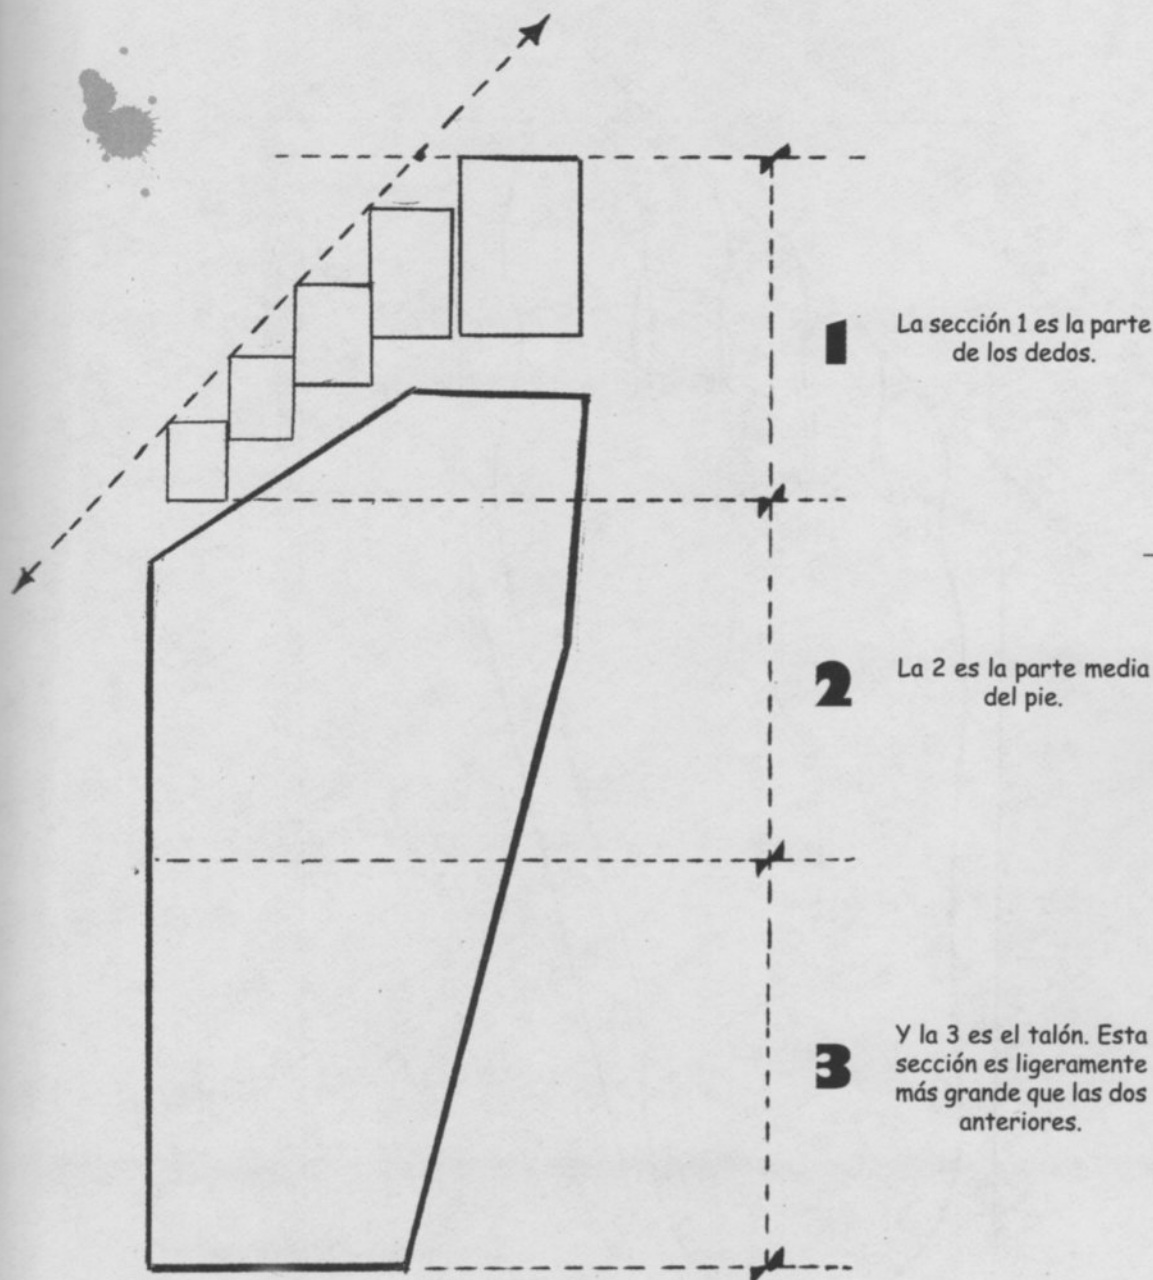 1
La sección 1 es la parte
de los dedos.
2
La 2 es la parte media
del pie.
3
Y la 3 es el talón. Esta
sección es ligeramente
más grande que las dos
anteriores.